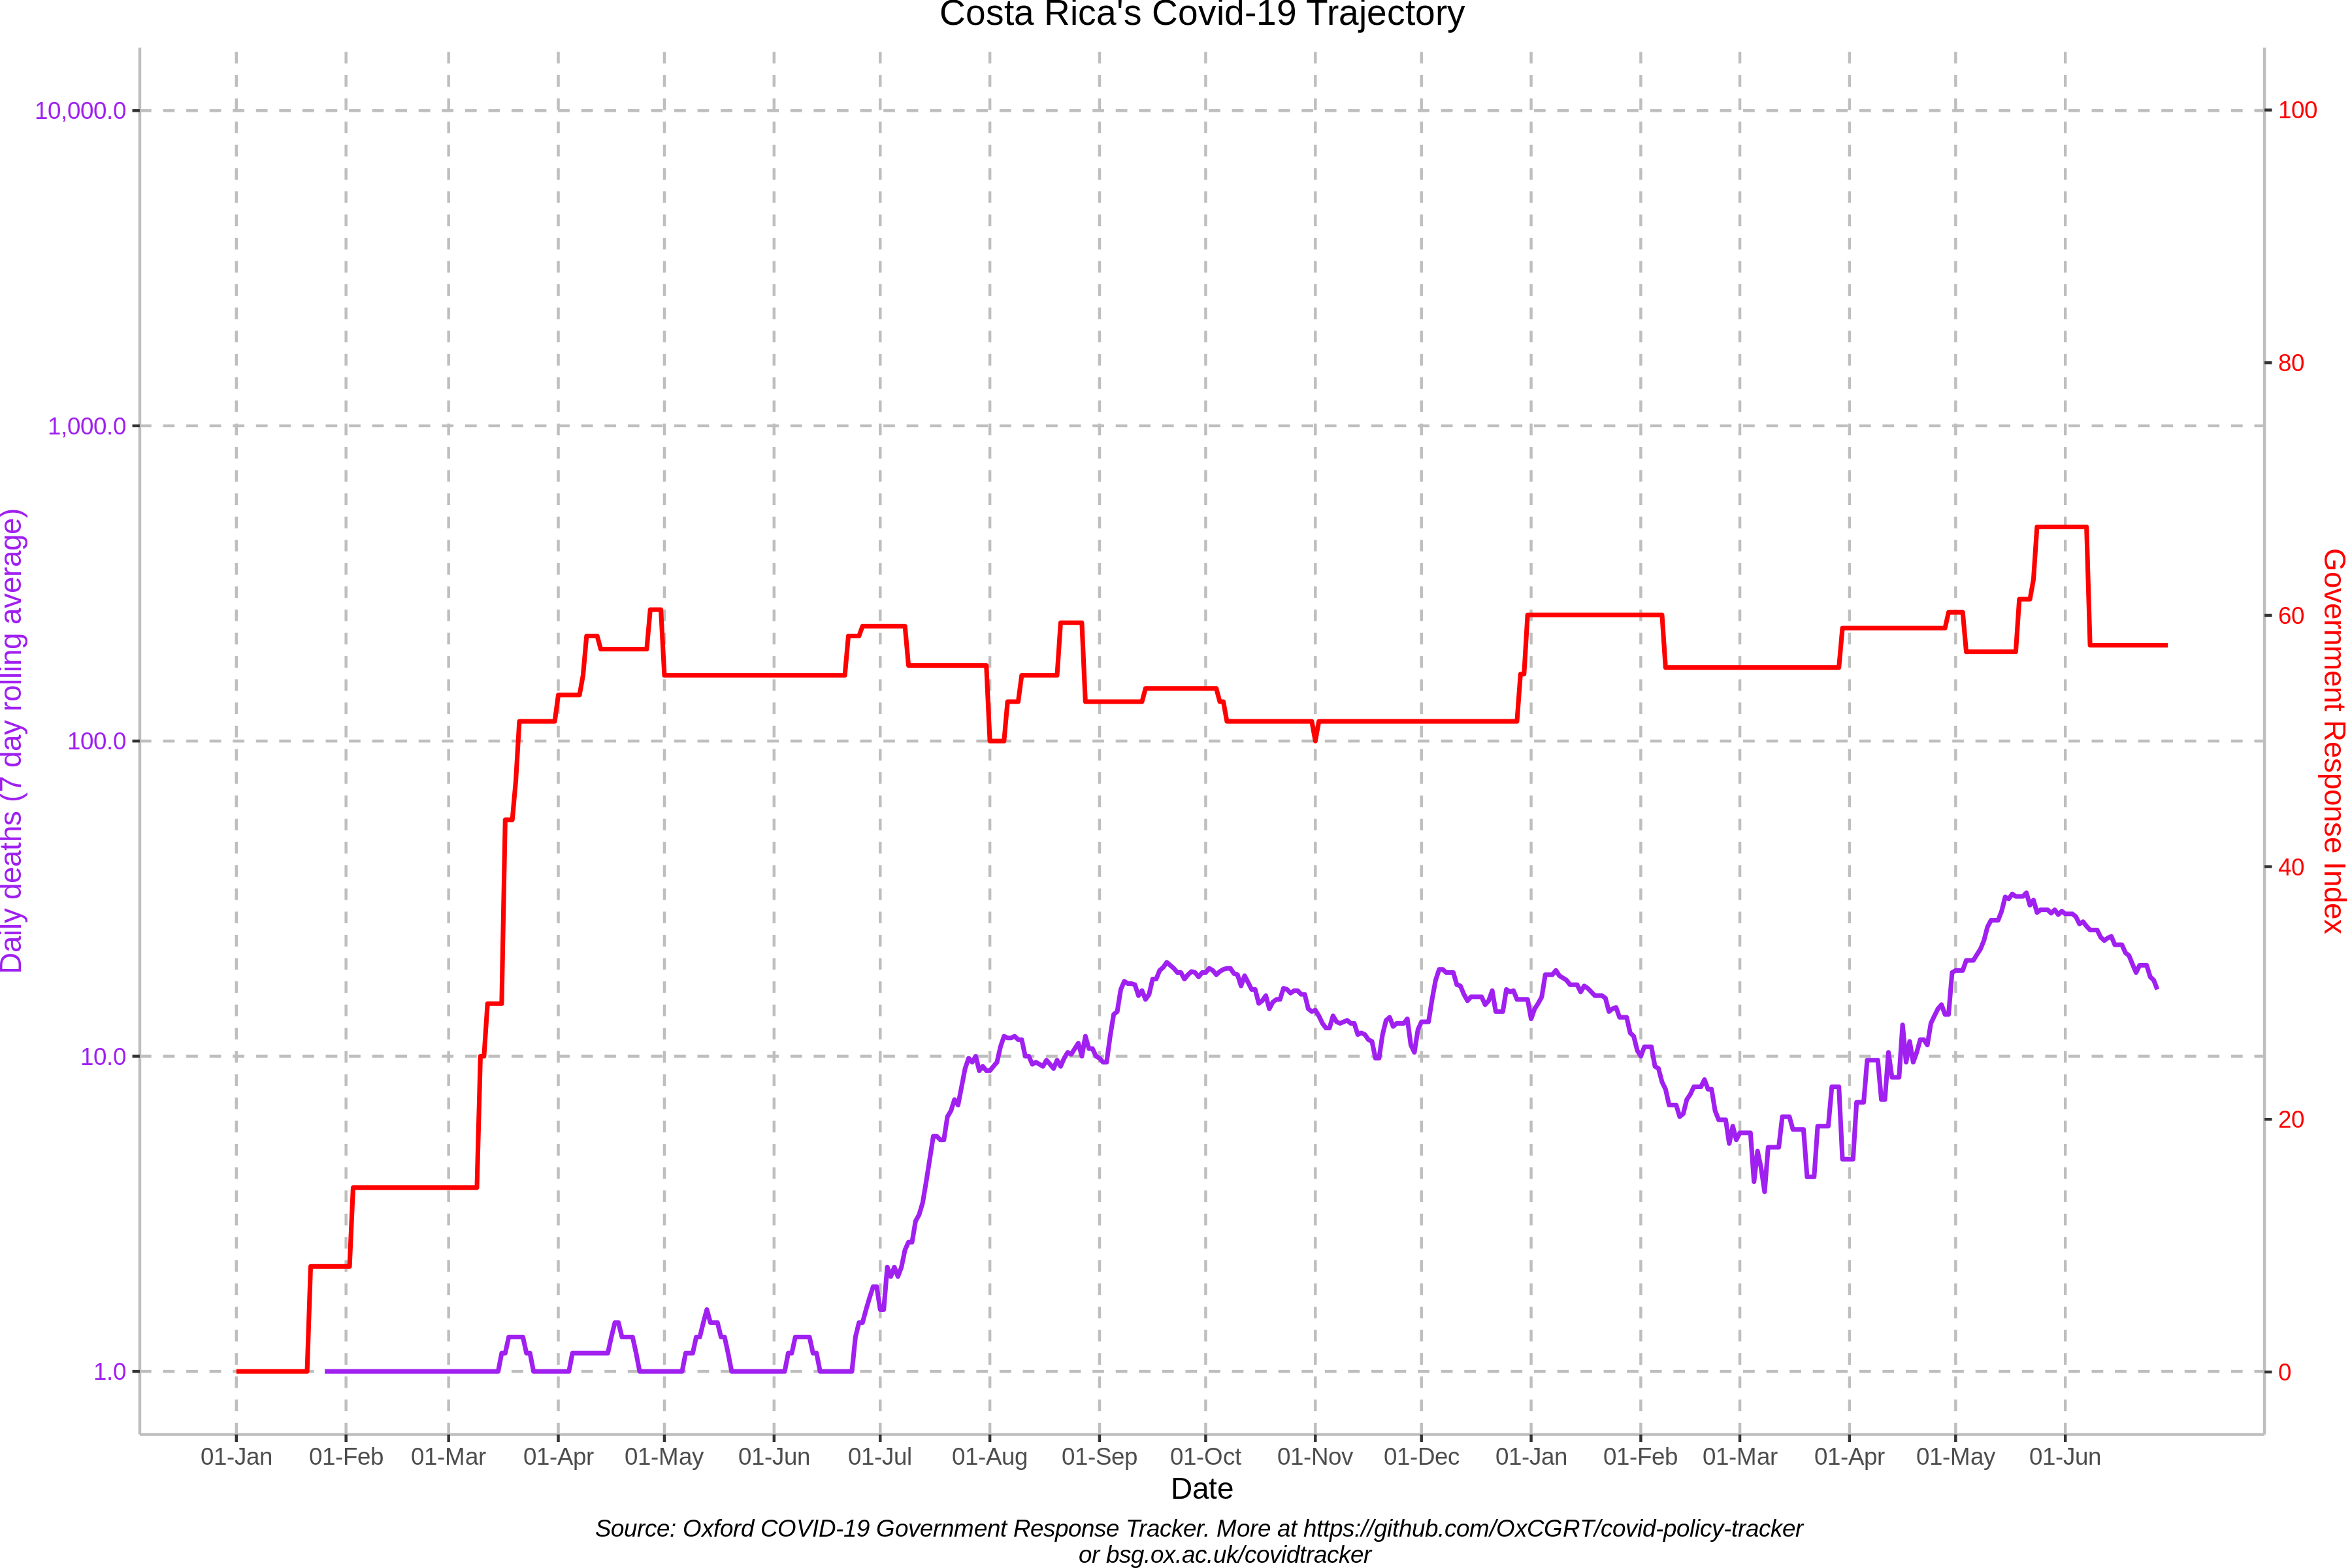 Costa Rica's Covid-19 Trajectory
10,000.0
1,000.0
100.0
10.0
1.0
Daily deaths (7 day rolling average)
100
80
60
40
20
0
Government Response Index
01-Jan 01-Feb 01-Mar 01-Apr 01-May 01-Jun 01-Jul 01-Aug 01-Sep 01-Oct 01-Nov 01-Dec 01-Jan 01-Feb 01-Mar 01-Apr 01-May 01-Jun
Date
Source: Oxford COVID-19 Government Response Tracker. More at https://github.com/OxCGRT/covid-policy-tracker
or bsg.ox.ac.uk/covidtracker